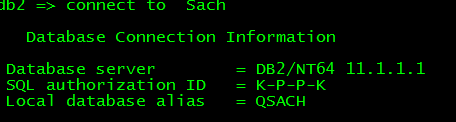 db2 => connect to Sach
Database Connection Information
Database server = DB2/NT64 11.1.1.1
SQL authorization ID = K-P-P-K
Local database alias = QSACH